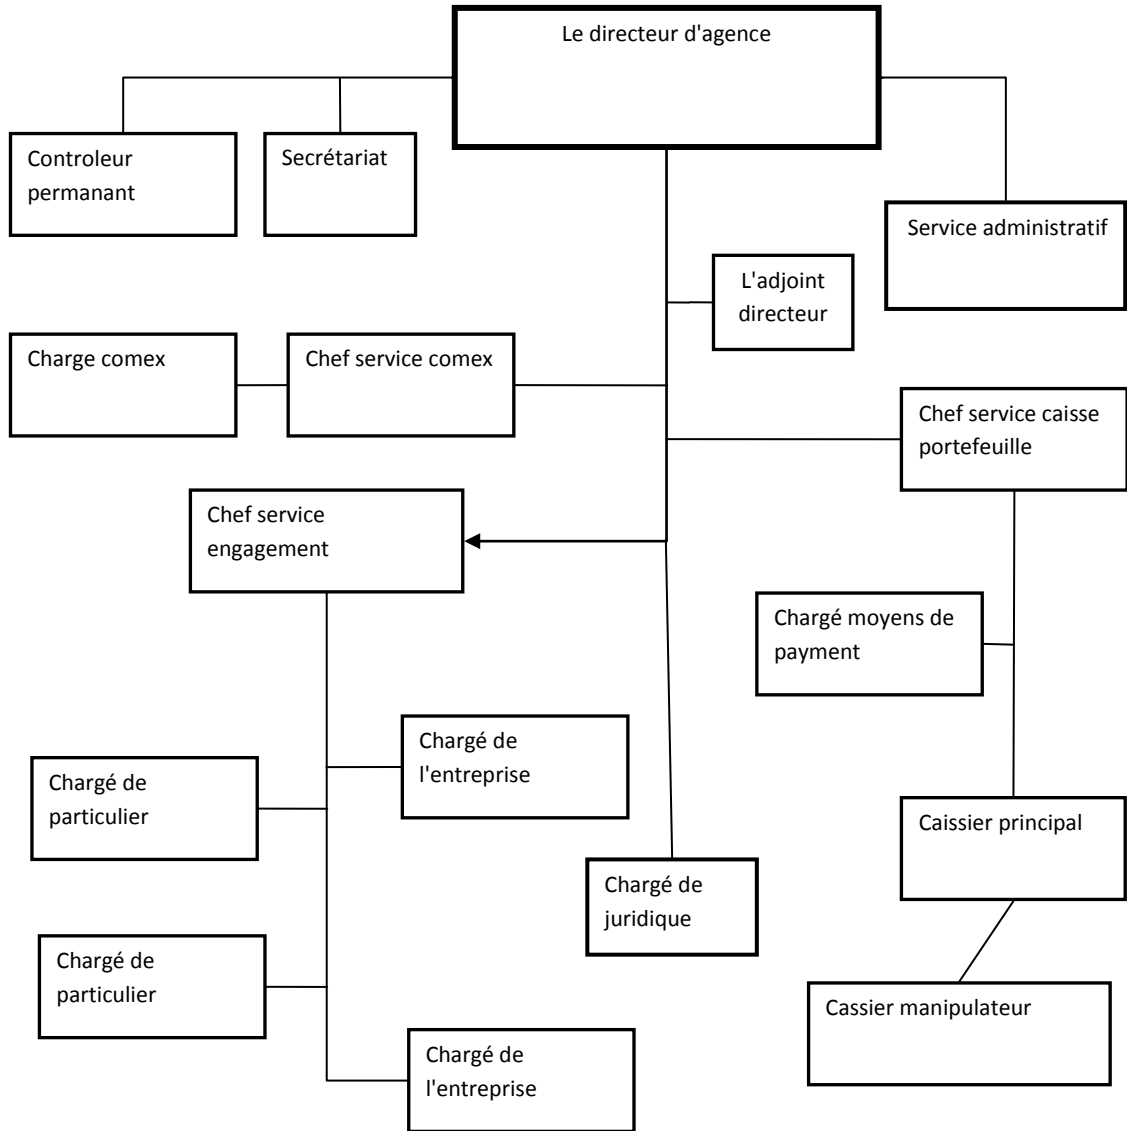 Le directeur d'agence
Controleur
permanant
Secrétariat
Service administratif
L'adjoint
directeur
Charge comex
Chef service comex
Chef service caisse
portefeuille
Chef service
engagement
Chargé moyens de
payment
Chargé de
l'entreprise
Chargé de
particulier
Caissier principal
Chargé de
juridique
Chargé de
particulier
Cassier manipulateur
Chargé de
l'entreprise